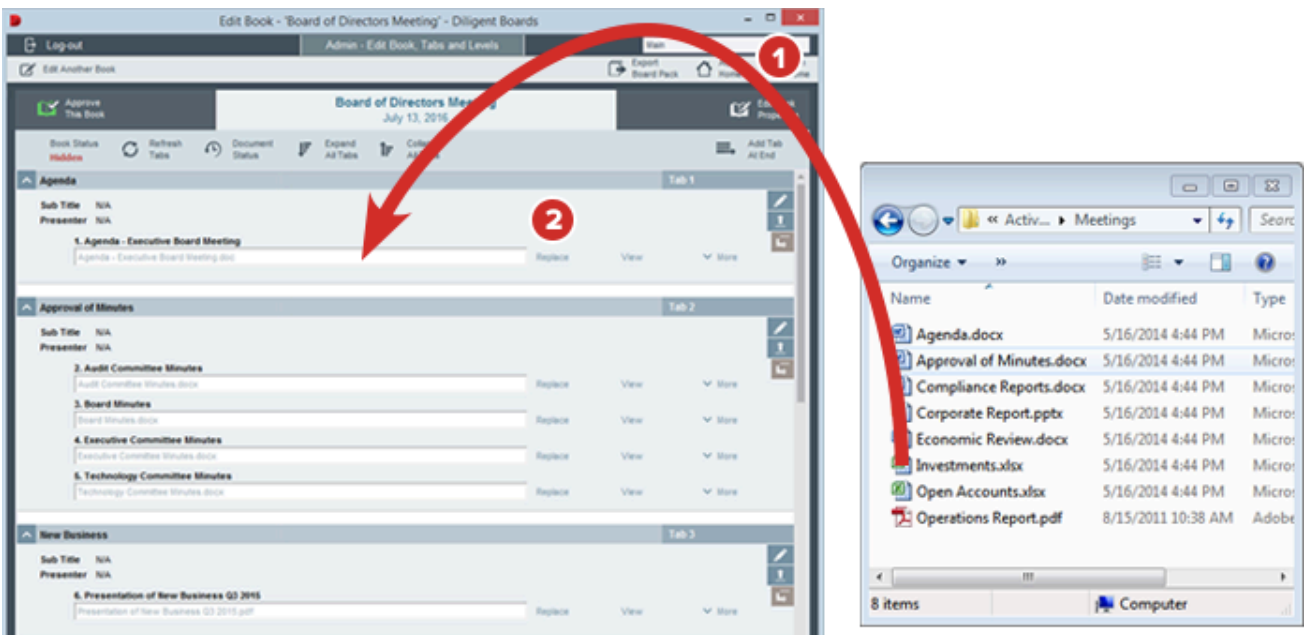 Edit Book - 'Board of Directors Meeting' - Diligent Boards
Logout
Admin - Edit Book, Tabs and Levels
Main
1
Edit Another Book
Export
Board Pack
Approve
This Book
Board of Directors
July 13, 2016
Book Status
Hidden
Refresh
Tabs
Document
Status
Expand
All Tabs
Add Tab
At End
Agenda
Tab 1
Sub Title N/A
Presenter N/A
2
1. Agenda - Executive Board Meeting
Agenda - Executive Board Meeting.doc
Replace View More
Approval of Minutes
Tab 2
Sub Title N/A
Presenter N/A
2. Audit Committee Minutes
Audit Committee Minutes.docx
Replace View More
3. Board Minutes
Board Minutes.docx
Replace View More
4. Executive Committee Minutes
Executive Committee Minutes.docx
Replace View More
5. Technology Committee Minutes
Technology Committee Minutes.docx
Replace View More
New Business
Tab 3
Sub Title N/A
Presenter N/A
6. Presentation of New Business Q3 2015
Presentation of New Business Q3 2015.pdf
Replace View More
« Activ... Meetings
Searc
Organize »
Name Date modified Type
Agenda.docx 5/16/2014 4:44 PM Micros
Approval of Minutes.docx 5/16/2014 4:44 PM Micros
Compliance Reports.docx 5/16/2014 4:44 PM Micros
Corporate Report.pptx 5/16/2014 4:44 PM Micros
Economic Review.docx 5/16/2014 4:44 PM Micros
Investments.xlsx 5/16/2014 4:44 PM Micros
Open Accounts.xlsx 5/16/2014 4:44 PM Micros
Operations Report.pdf 8/15/2011 10:38 AM Adobe
8 items
Computer